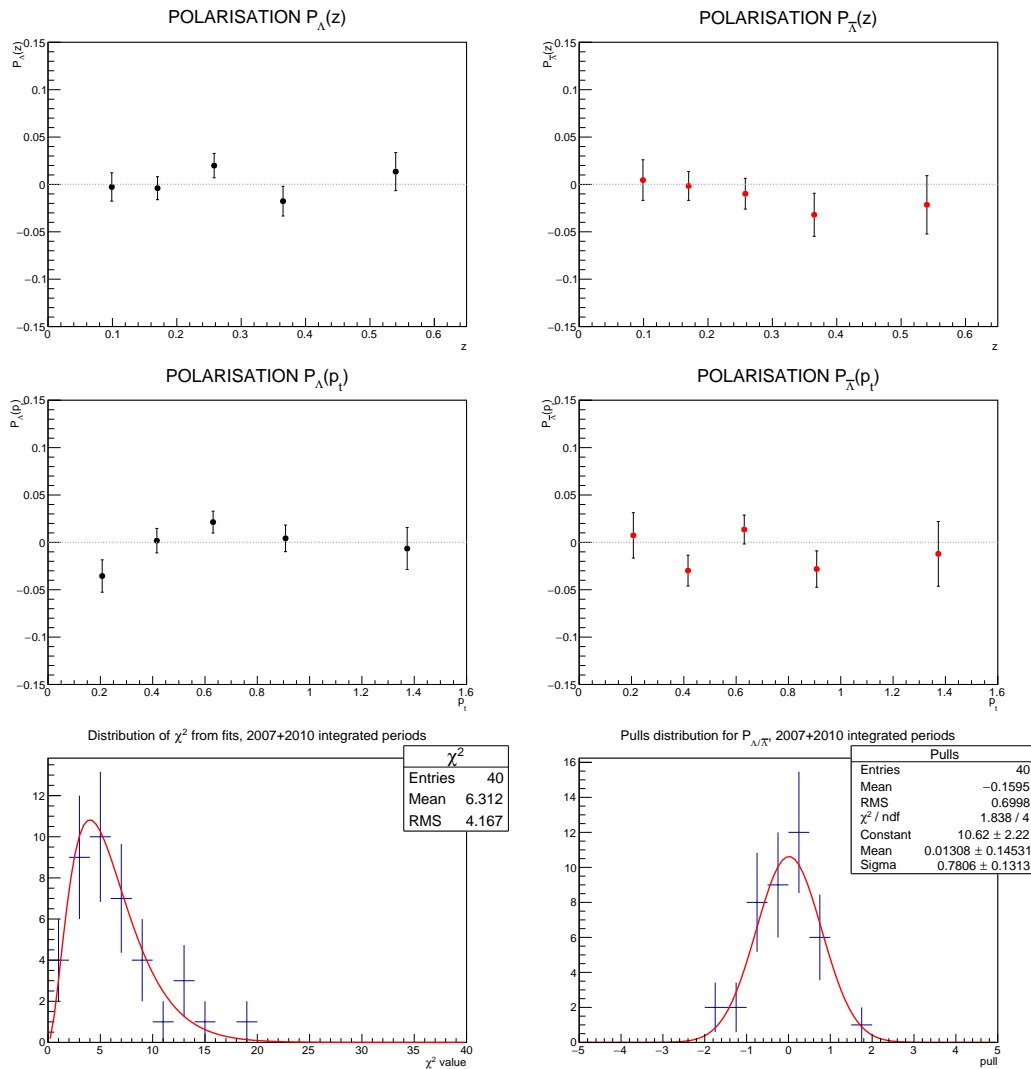 POLARISATION P_Λ(z)
P_Λ(z)
0.15
0.1
0.05
0
−0.05
−0.1
−0.15
0 0.1 0.2 0.3 0.4 0.5 0.6
z
POLARISATION P_Λ̅(z)
P_Λ̅(z)
0.15
0.1
0.05
0
−0.05
−0.1
−0.15
0 0.1 0.2 0.3 0.4 0.5 0.6
z
POLARISATION P_Λ(p_t)
P_Λ(p_t)
0.15
0.1
0.05
0
−0.05
−0.1
−0.15
0 0.2 0.4 0.6 0.8 1 1.2 1.4 1.6
p_t
POLARISATION P_Λ̅(p_t)
P_Λ̅(p_t)
0.15
0.1
0.05
0
−0.05
−0.1
−0.15
0 0.2 0.4 0.6 0.8 1 1.2 1.4 1.6
p_t
Distribution of χ² from fits, 2007+2010 integrated periods
χ²
Entries 40
Mean 6.312
RMS 4.167
12
10
8
6
4
2
0
0 5 10 15 20 25 30 35 40
χ² value
Pulls distribution for P_Λ/Λ̅, 2007+2010 integrated periods
Pulls
Entries 40
Mean −0.1595
RMS 0.6998
χ² / ndf 1.838 / 4
Constant 10.62 ± 2.22
Mean 0.01308 ± 0.14531
Sigma 0.7806 ± 0.1313
16
14
12
10
8
6
4
2
0
−5 −4 −3 −2 −1 0 1 2 3 4 5
pull